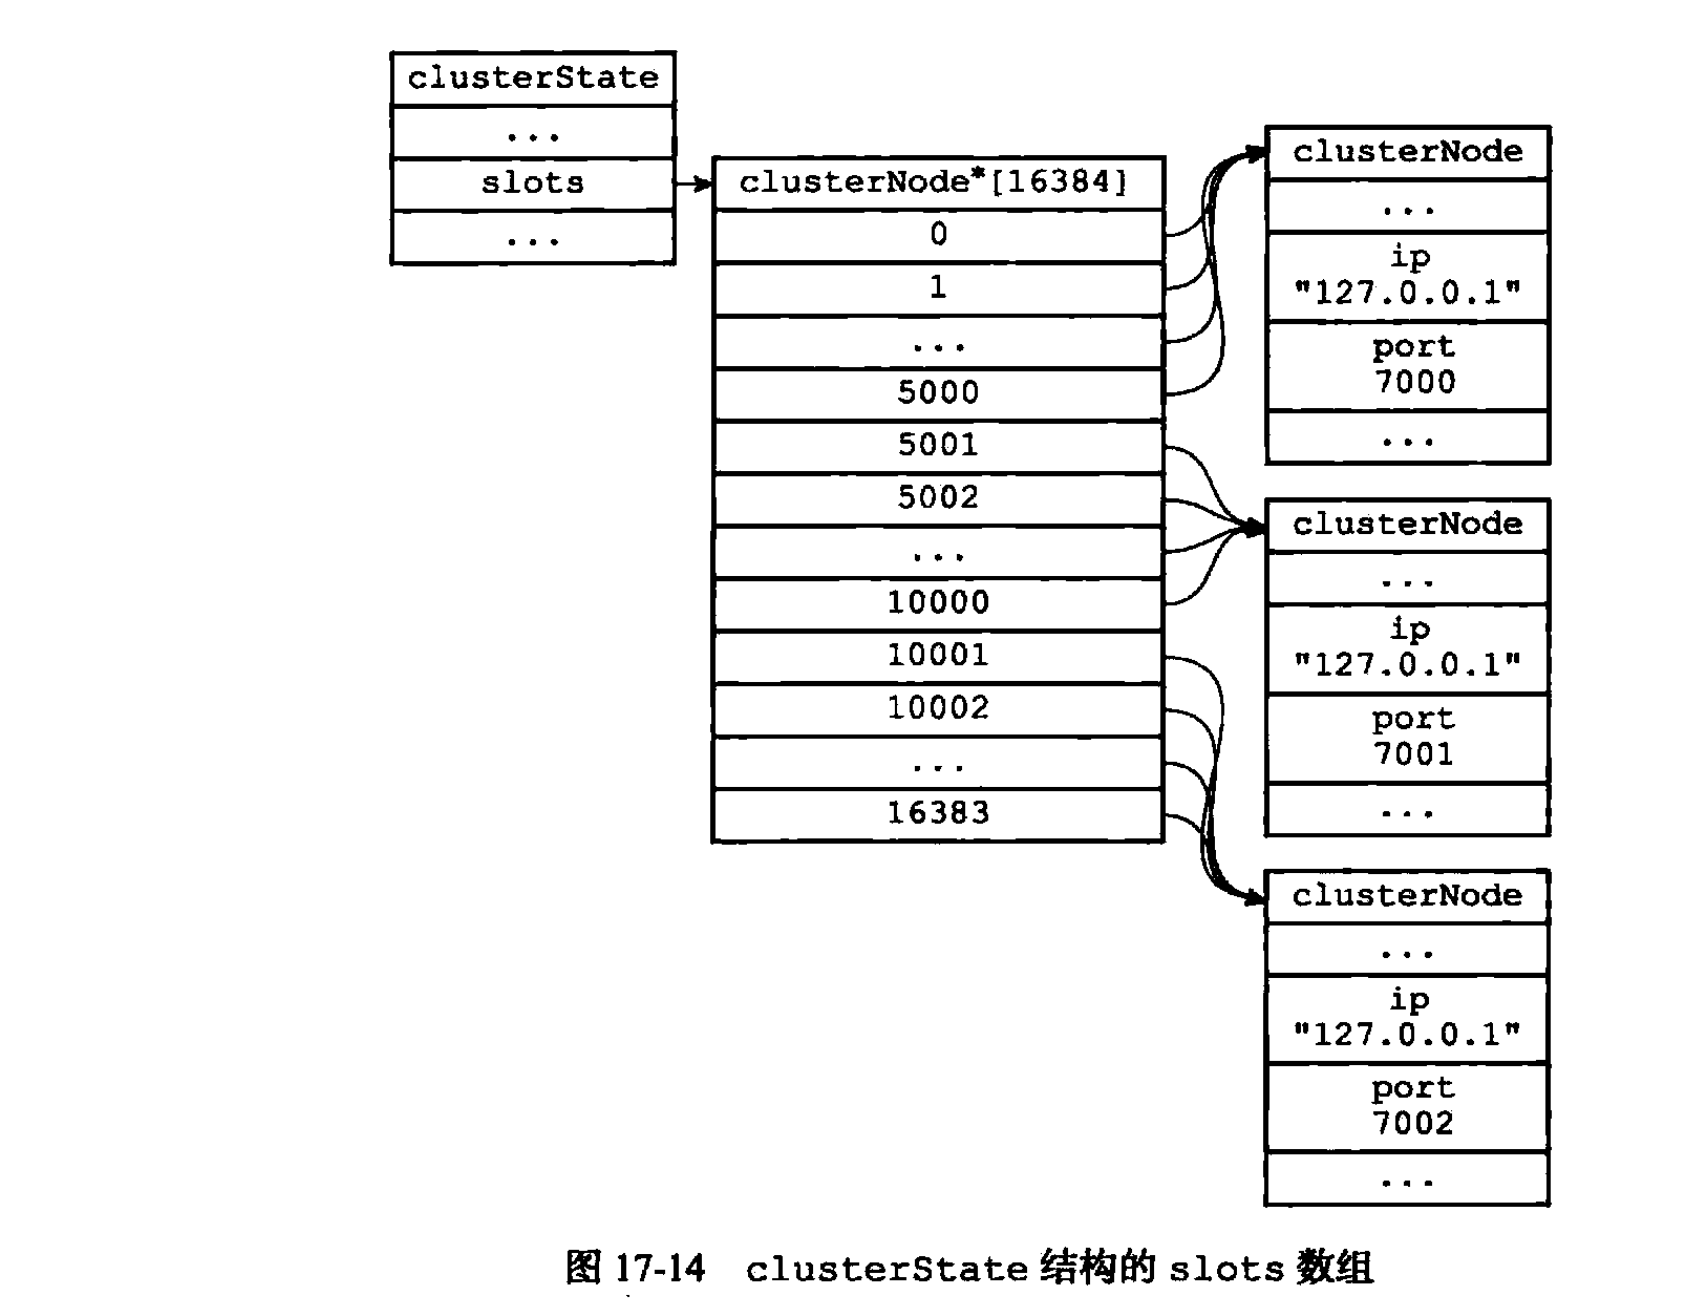 clusterState
...
slots
...
clusterNode*[16384]
0
1
...
5000
5001
5002
...
10000
10001
10002
...
16383
clusterNode
...
ip
"127.0.0.1"
port
7000
...
clusterNode
...
ip
"127.0.0.1"
port
7001
...
clusterNode
...
ip
"127.0.0.1"
port
7002
...
图 17-14 clusterState 结构的 slots 数组